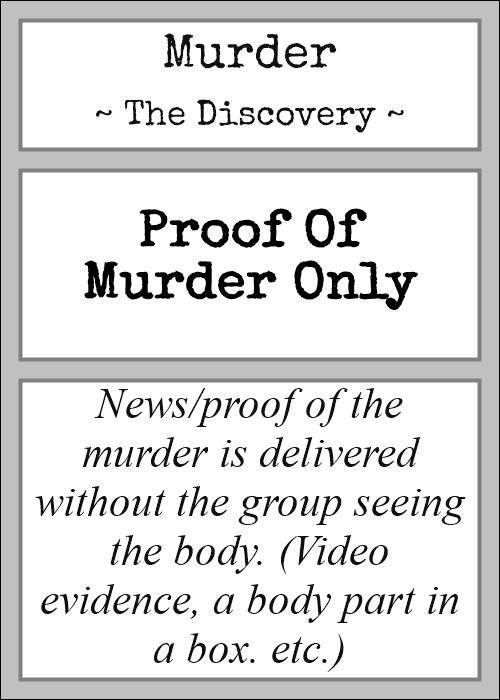 Murder
~ The Discovery ~
Proof Of
Murder Only
News/proof of the
murder is delivered
without the group seeing
the body. (Video
evidence, a body part in
a box. etc.)